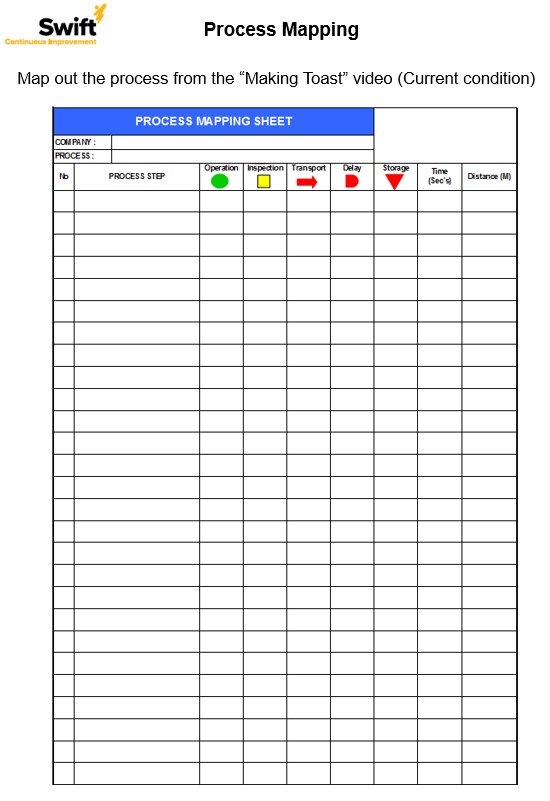 Swift
Continuous Improvement
Process Mapping
Map out the process from the “Making Toast” video (Current condition)
PROCESS MAPPING SHEET
COMPANY :
PROCESS :
No PROCESS STEP Operation Inspection Transport Delay Storage Time (Sec's) Distance (M)